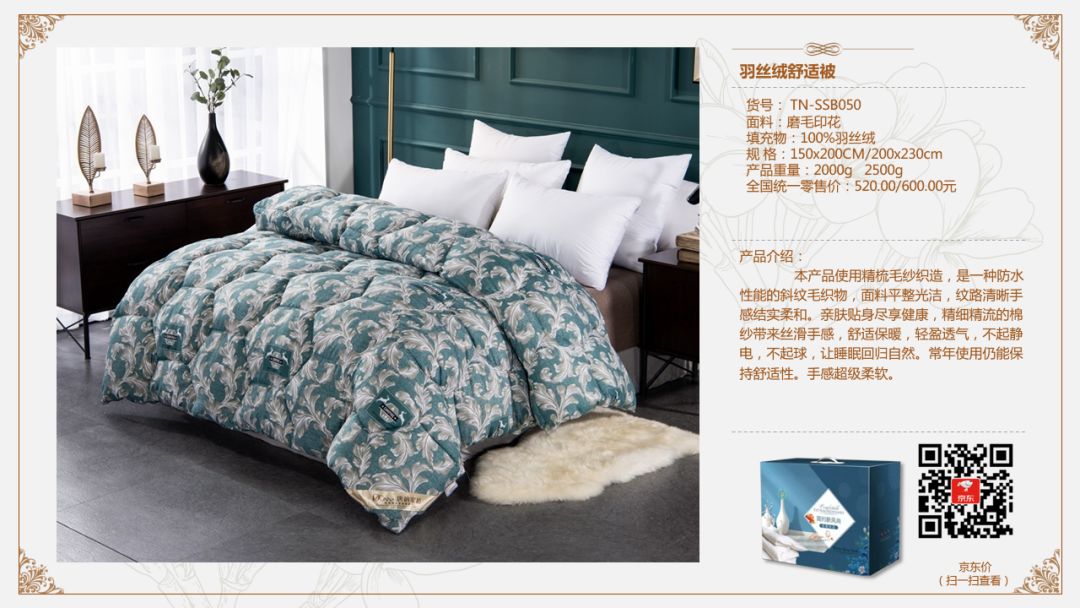 羽丝绒舒适被
货号： TN-SSB050
面料：磨毛印花
填充物：100%羽丝绒
规 格：150x200CM/200x230cm
产品重量：2000g 2500g
全国统一零售价：520.00/600.00元
产品介绍：
本产品使用精梳毛纱织造，是一种防水
性能的斜纹毛织物，面料平整光洁，纹路清晰手
感结实柔和。亲肤贴身尽享健康，精细精流的棉
纱带来丝滑手感，舒适保暖，轻盈透气，不起静
电，不起球，让睡眠回归自然。常年使用仍能保
持舒适性。手感超级柔软。
京东
京东价
（扫一扫查看）